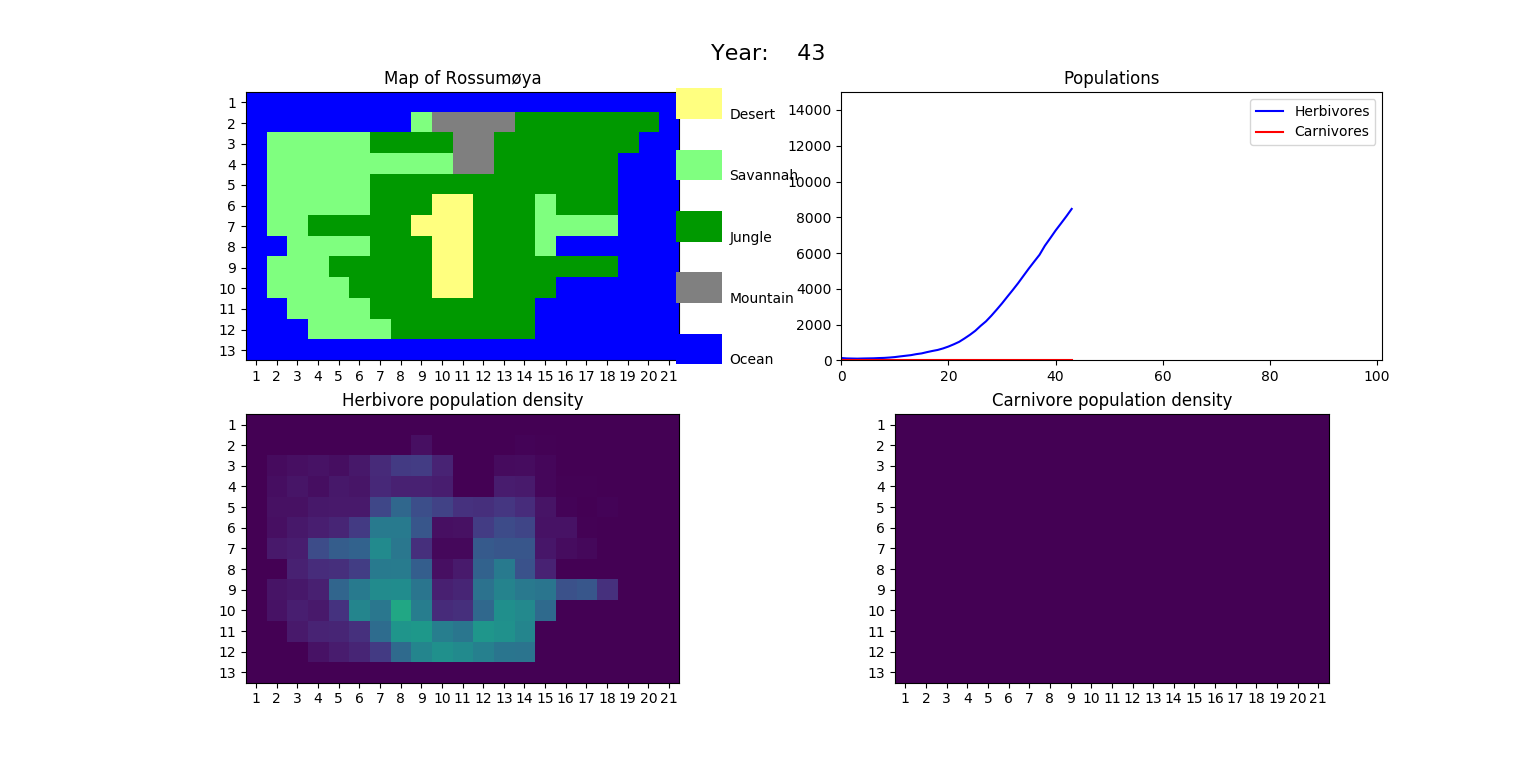 Year: 43
Map of Rossumøya
1
2
3
4
5
6
7
8
9
10
11
12
13
1 2 3 4 5 6 7 8 9 10 11 12 13 14 15 16 17 18 19 20 21
Desert
Savannah
Jungle
Mountain
Ocean
Populations
14000
12000
10000
8000
6000
4000
2000
0
0 20 40 60 80 100
Herbivores
Carnivores
Herbivore population density
1
2
3
4
5
6
7
8
9
10
11
12
13
1 2 3 4 5 6 7 8 9 10 11 12 13 14 15 16 17 18 19 20 21
Carnivore population density
1
2
3
4
5
6
7
8
9
10
11
12
13
1 2 3 4 5 6 7 8 9 10 11 12 13 14 15 16 17 18 19 20 21